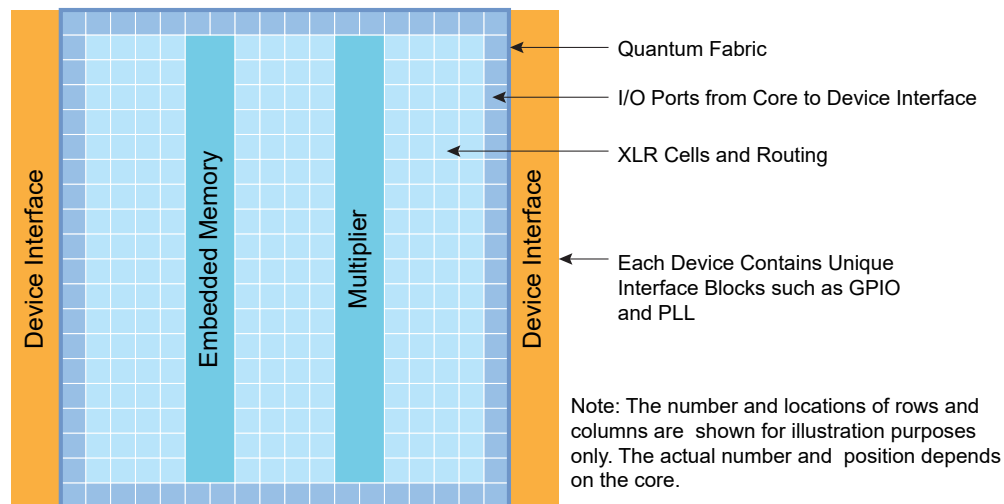 Device Interface
Embedded Memory
Multiplier
Device Interface
Quantum Fabric
I/O Ports from Core to Device Interface
XLR Cells and Routing
Each Device Contains Unique
Interface Blocks such as GPIO
and PLL
Note: The number and locations of rows and
columns are  shown for illustration purposes
only. The actual number and  position depends
on the core.